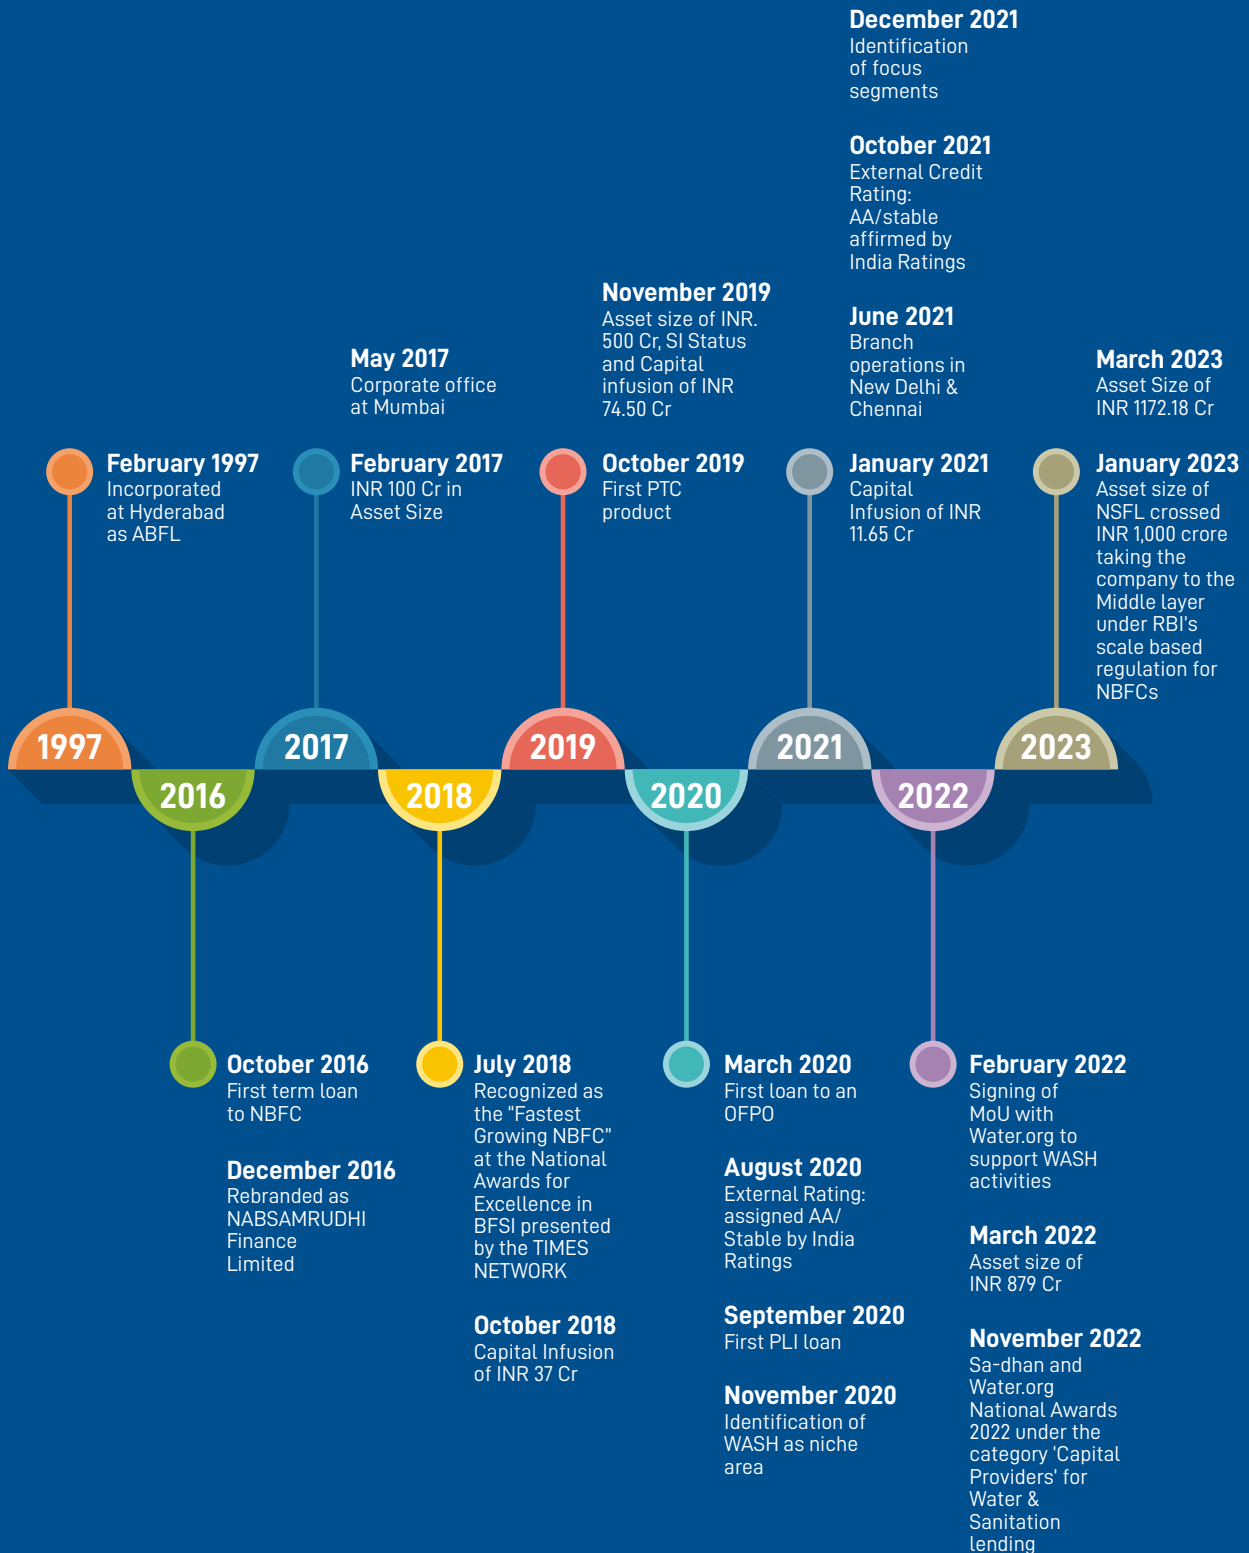 December 2021
Identification
of focus
segments
October 2021
External Credit
Rating:
AA/stable
affirmed by
India Ratings
June 2021
Branch
operations in
New Delhi &
Chennai
January 2021
Capital
Infusion of INR
11.65 Cr
November 2019
Asset size of INR.
500 Cr, SI Status
and Capital
infusion of INR
74.50 Cr
October 2019
First PTC
product
May 2017
Corporate office
at Mumbai
February 2017
INR 100 Cr in
Asset Size
February 1997
Incorporated
at Hyderabad
as ABFL
March 2023
Asset Size of
INR 1172.18 Cr
January 2023
Asset size of
NSFL crossed
INR 1,000 crore
taking the
company to the
Middle layer
under RBI's
scale based
regulation for
NBFCs
1997
2016
2017
2018
2019
2020
2021
2022
2023
October 2016
First term loan
to NBFC
December 2016
Rebranded as
NABSAMRUDHI
Finance
Limited
July 2018
Recognized as
the "Fastest
Growing NBFC"
at the National
Awards for
Excellence in
BFSI presented
by the TIMES
NETWORK
October 2018
Capital Infusion
of INR 37 Cr
March 2020
First loan to an
OFPO
August 2020
External Rating:
assigned AA/
Stable by India
Ratings
September 2020
First PLI loan
November 2020
Identification of
WASH as niche
area
February 2022
Signing of
MoU with
Water.org to
support WASH
activities
March 2022
Asset size of
INR 879 Cr
November 2022
Sa-dhan and
Water.org
National Awards
2022 under the
category 'Capital
Providers' for
Water &
Sanitation
lending